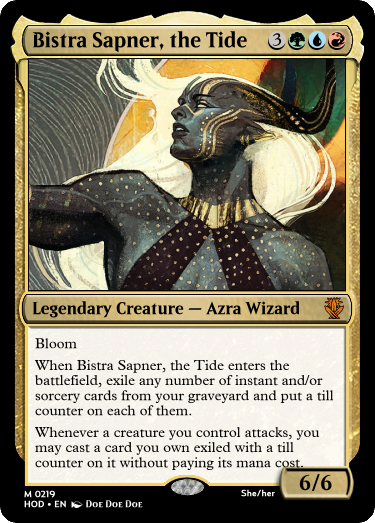 Bistra Sapner, the Tide 3
Legendary Creature — Azra Wizard
Bloom
When Bistra Sapner, the Tide enters the
battlefield, exile any number of instant and/or
sorcery cards from your graveyard and put a till
counter on each of them.
Whenever a creature you control attacks, you
may cast a card you own exiled with a till
counter on it without paying its mana cost.
6/6
M 0219
HOD • EN Doe Doe Doe
She/her